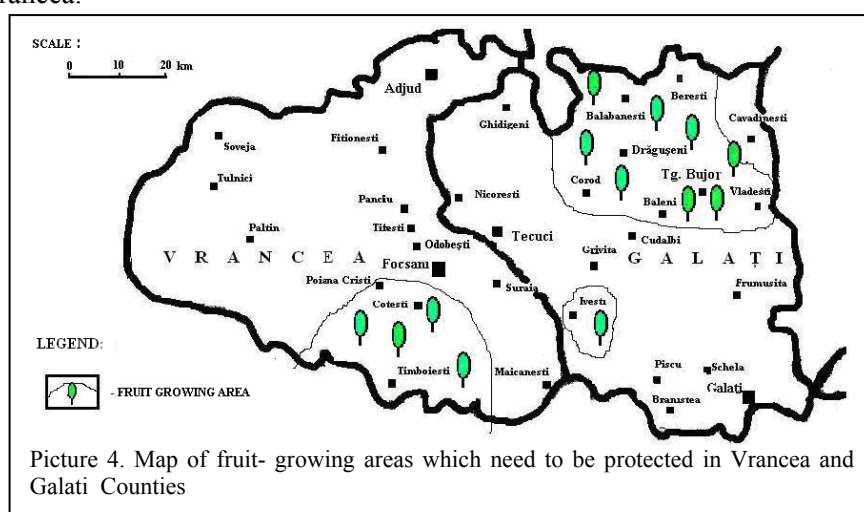 rancea.
SCALE :
0 10 20 km
Adjud
Beresti
Balabanesti
Ghidigeni
Cavadinesti
Soveja
Fitionesti
Drăgușeni
Tulnici
Tg. Bujor
Corod
Nicoresti
Vladesti
Panciu
Baleni
Paltin
Titesti
Tecuci
Cudalbi
Odobești
V R A N C E A
Grivita
G A L A Ț I
Focsani
Poiana Cristi
Suraia
Frumusita
Cotesti
Ivesti
LEGEND:
Timboiesti
Maicanesti
Piscu
Schela
Galati
Branistea
- FRUIT GROWING AREA
Picture 4. Map of fruit- growing areas which need to be protected in Vrancea and
Galati Counties